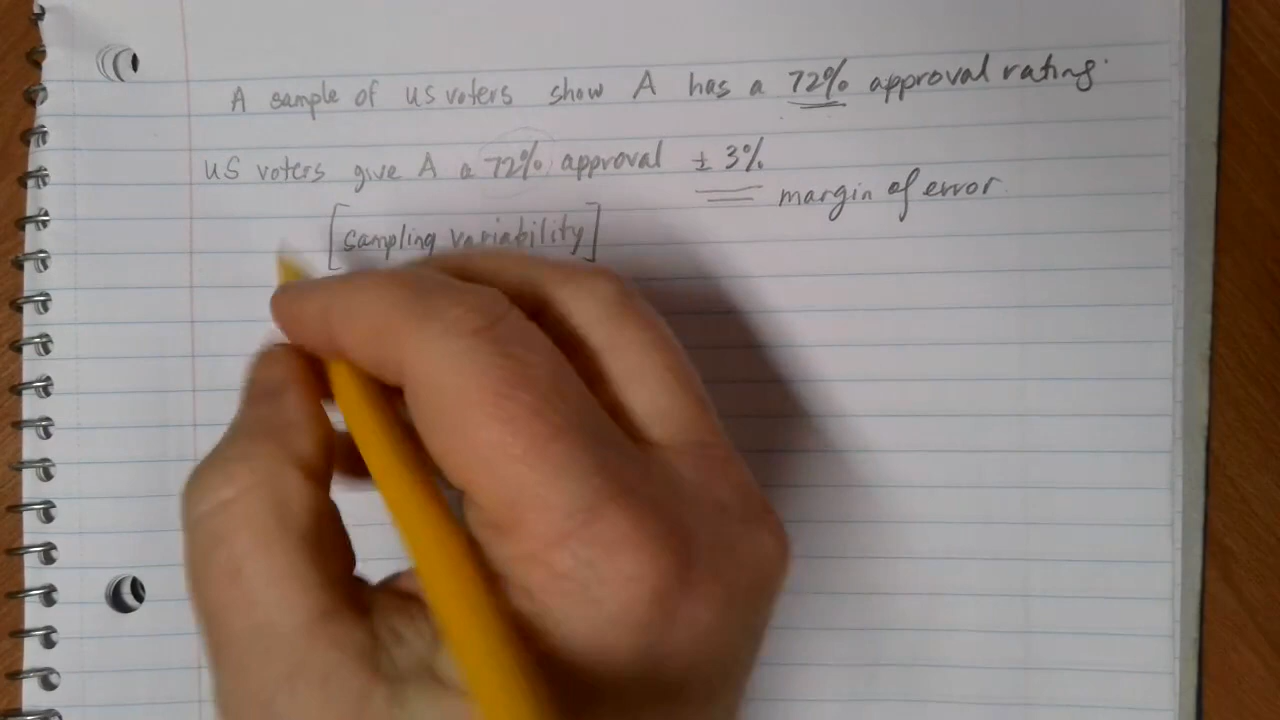 A sample of US voters show A has a 72% approval rating.
US voters give A a 72% approval ± 3%
margin of error
[sampling variability]